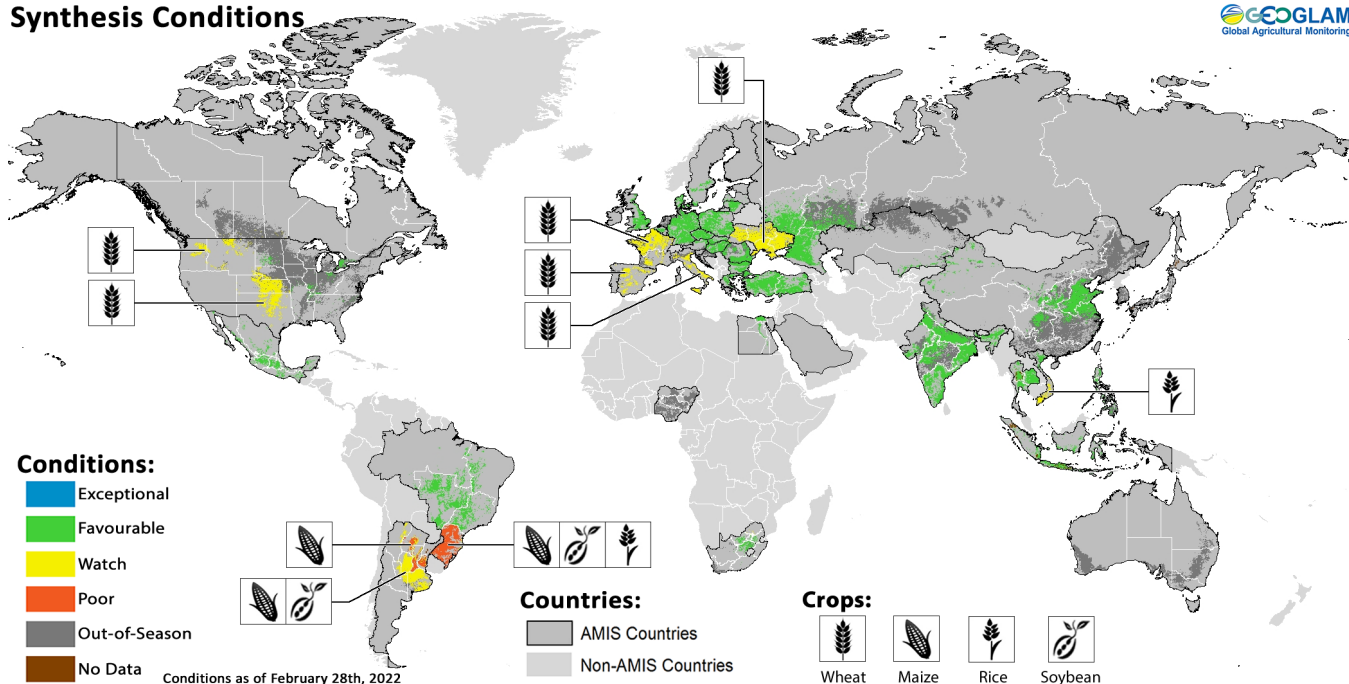 Synthesis Conditions
GEOGLAM
Global Agricultural Monitoring
Conditions:
Exceptional
Favourable
Watch
Poor
Out-of-Season
No Data
Conditions as of February 28th, 2022
Countries:
AMIS Countries
Non-AMIS Countries
Crops:
Wheat
Maize
Rice
Soybean